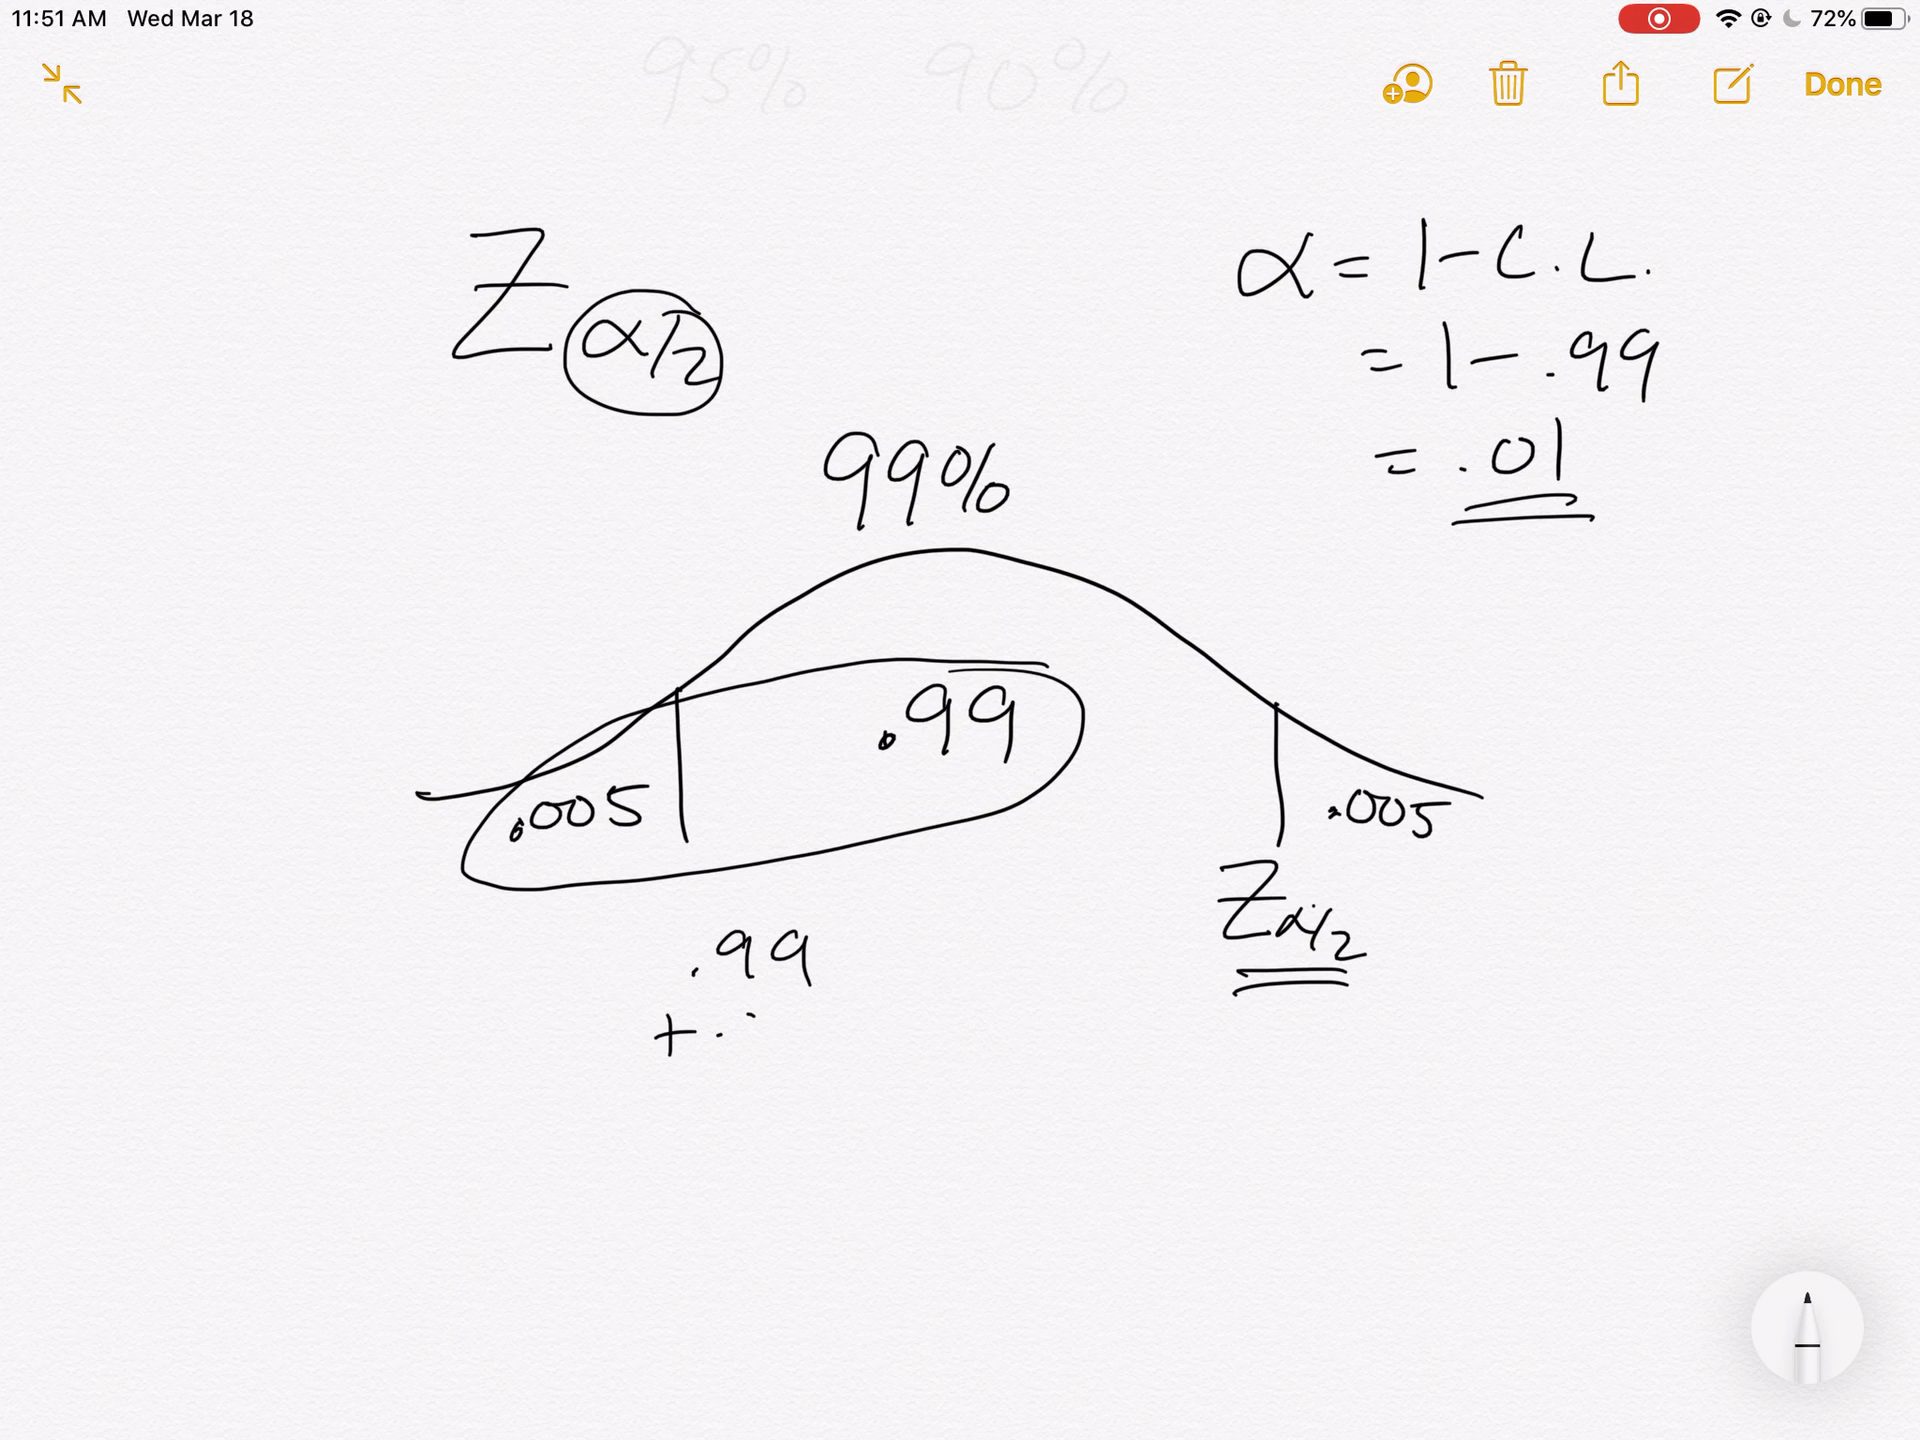 11:51 AM Wed Mar 18
72%
95% 90%
Done
Zα/2
α = 1 - C.L.
= 1 - .99
= .01
99%
.99
.005
.005
Zα/2
.99
+ .